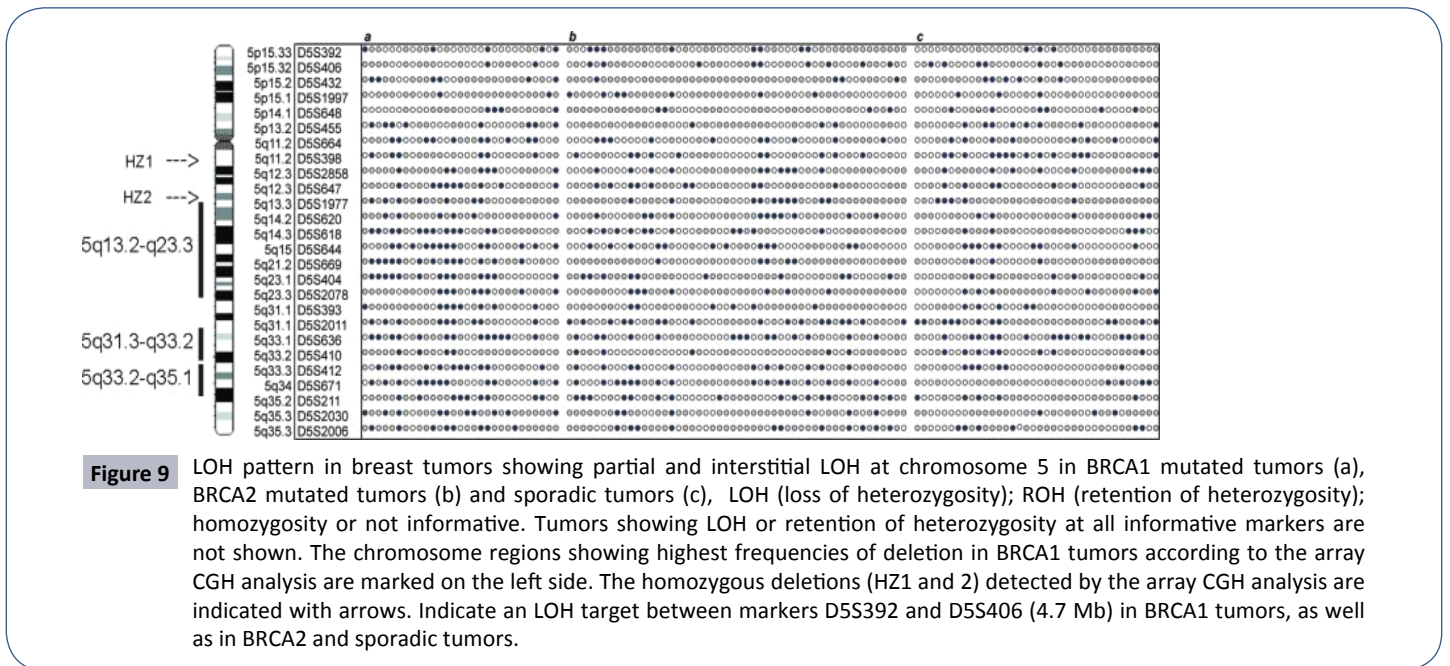 a b c
5p15.33 D5S392
5p15.32 D5S406
5p15.2 D5S432
5p15.1 D5S1997
5p14.1 D5S648
5p13.2 D5S455
5q11.2 D5S664
HZ1 ---> 5q11.2 D5S398
5q12.3 D5S2858
5q12.3 D5S647
HZ2 ---> 5q13.3 D5S1977
5q14.2 D5S620
5q14.3 D5S618
5q13.2-q23.3 5q15 D5S644
5q21.2 D5S669
5q23.1 D5S404
5q23.3 D5S2078
5q31.1 D5S393
5q31.1 D5S2011
5q31.3-q33.2 5q33.1 D5S636
5q33.2 D5S410
5q33.3 D5S412
5q33.2-q35.1 5q34 D5S671
5q35.2 D5S211
5q35.3 D5S2030
5q35.3 D5S2006
Figure 9 LOH pattern in breast tumors showing partial and interstitial LOH at chromosome 5 in BRCA1 mutated tumors (a),
BRCA2 mutated tumors (b) and sporadic tumors (c), LOH (loss of heterozygosity); ROH (retention of heterozygosity);
homozygosity or not informative. Tumors showing LOH or retention of heterozygosity at all informative markers are
not shown. The chromosome regions showing highest frequencies of deletion in BRCA1 tumors according to the array
CGH analysis are marked on the left side. The homozygous deletions (HZ1 and 2) detected by the array CGH analysis are
indicated with arrows. Indicate an LOH target between markers D5S392 and D5S406 (4.7 Mb) in BRCA1 tumors, as well
as in BRCA2 and sporadic tumors.